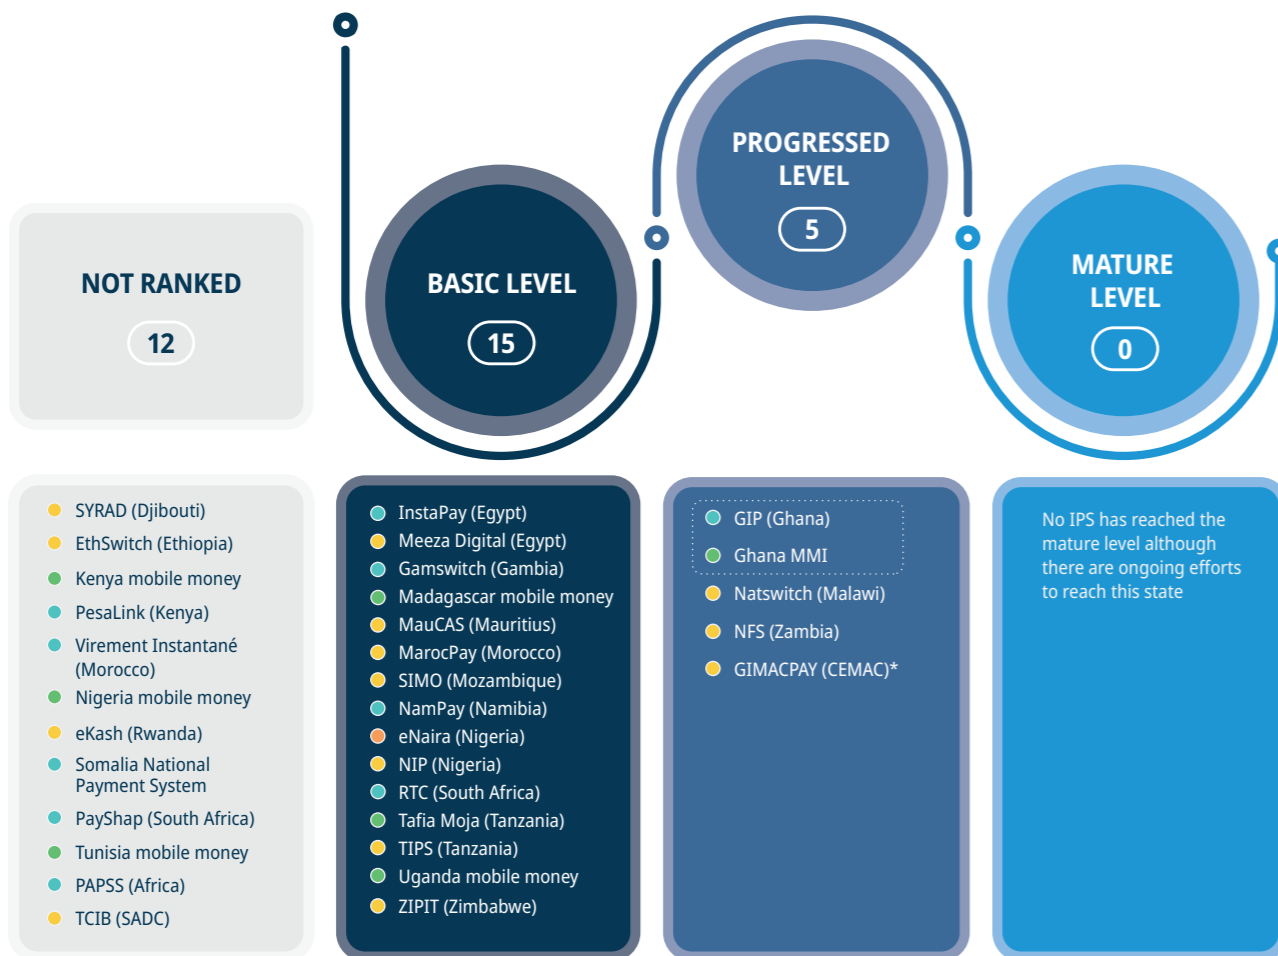 NOT RANKED
12
BASIC LEVEL
15
PROGRESSED
LEVEL
5
MATURE
LEVEL
0
SYRAD (Djibouti)
EthSwitch (Ethiopia)
Kenya mobile money
PesaLink (Kenya)
Virement Instantané
(Morocco)
Nigeria mobile money
eKash (Rwanda)
Somalia National
Payment System
PayShap (South Africa)
Tunisia mobile money
PAPSS (Africa)
TCIB (SADC)
InstaPay (Egypt)
Meeza Digital (Egypt)
Gamswitch (Gambia)
Madagascar mobile money
MauCAS (Mauritius)
MarocPay (Morocco)
SIMO (Mozambique)
NamPay (Namibia)
eNaira (Nigeria)
NIP (Nigeria)
RTC (South Africa)
Tafia Moja (Tanzania)
TIPS (Tanzania)
Uganda mobile money
ZIPIT (Zimbabwe)
GIP (Ghana)
Ghana MMI
Natswitch (Malawi)
NFS (Zambia)
GIMACPAY (CEMAC)*
No IPS has reached the
mature level although
there are ongoing efforts
to reach this state